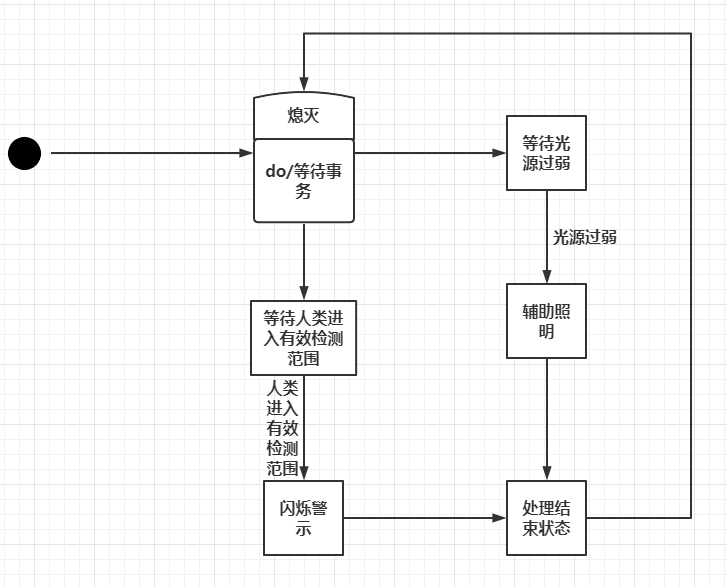 熄灭
do/等待事
务
等待光
源过弱
光源过弱
辅助照
明
等待人类进
入有效检测
范围
人类
进入
有效
检测
范围
闪烁警
示
处理结
束状态